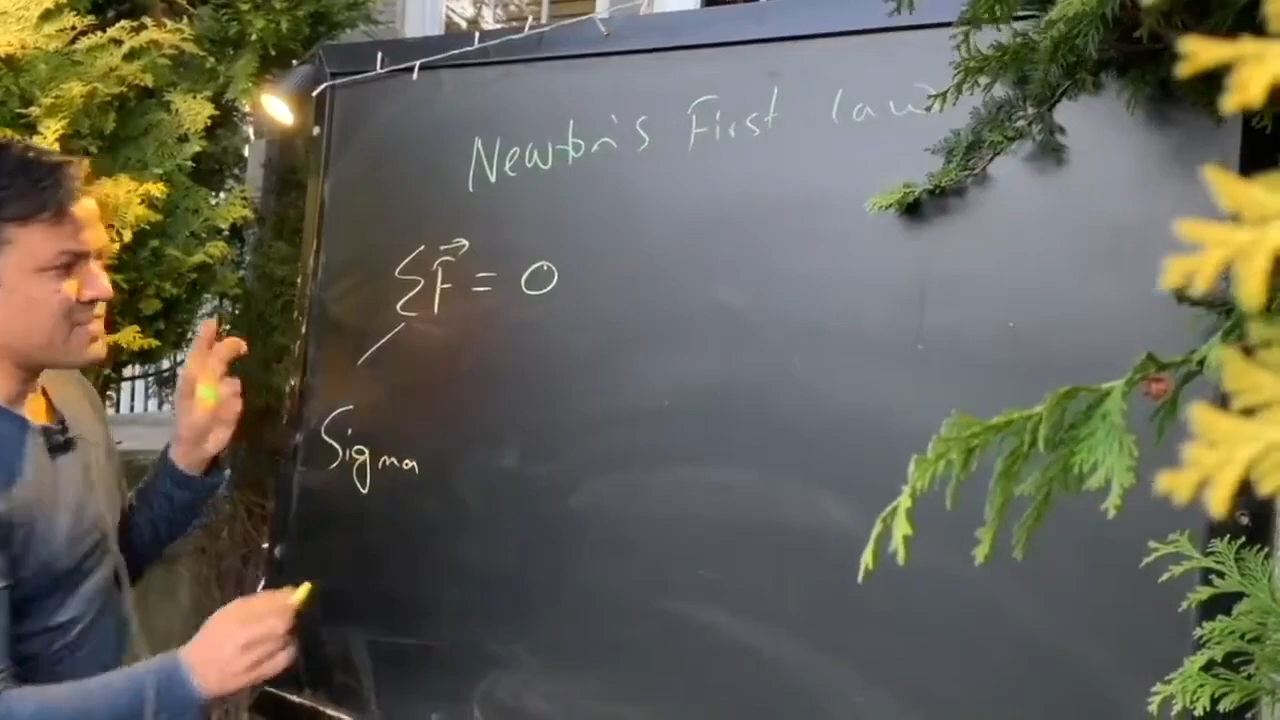 Newton's First law
ΣF⃗ = 0
Sigma